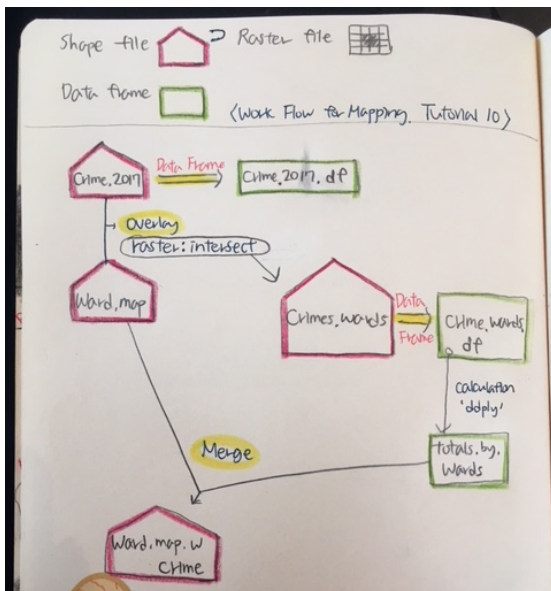 Shape file
Raster file
Data frame
<Work Flow for Mapping. Tutorial 10>
Crime.2017
Data Frame
Crime.2017.df
overlay
raster:intersect
Ward.map
Crimes.wards
Data
Frame
Crime.wards.
df
calculation
'ddply'
Merge
totals.by.
Wards
Ward.map.w
Crime